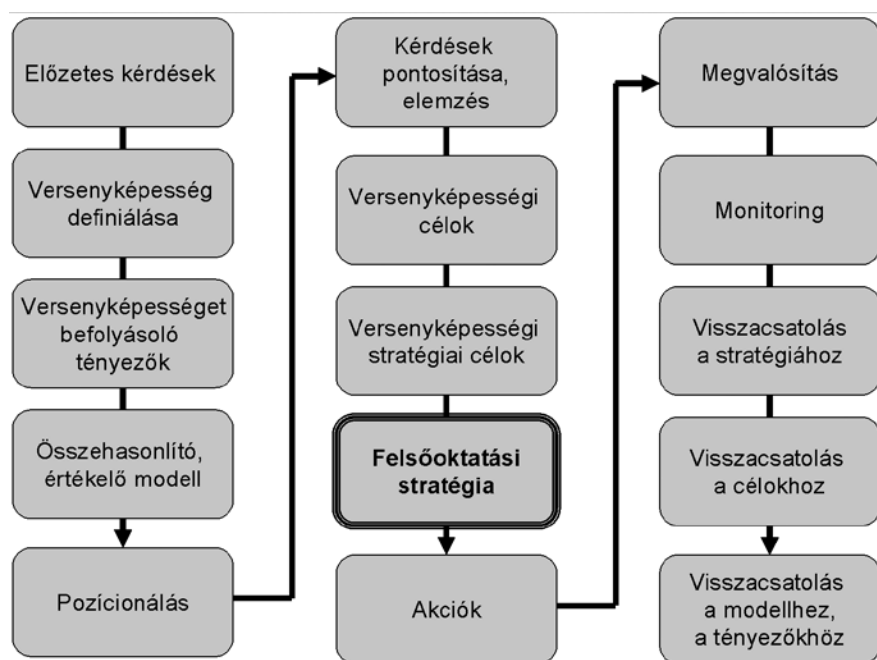 Előzetes kérdések
Versenyképesség
definiálása
Versenyképességet
befolyásoló
tényezők
Összehasonlító,
értékelő modell
Pozícionálás
Kérdések
pontosítása,
elemzés
Versenyképességi
célok
Versenyképességi
stratégiai célok
Felsőoktatási
stratégia
Akciók
Megvalósítás
Monitoring
Visszacsatolás
a stratégiához
Visszacsatolás
a célokhoz
Visszacsatolás
a modellhez,
a tényezőkhöz